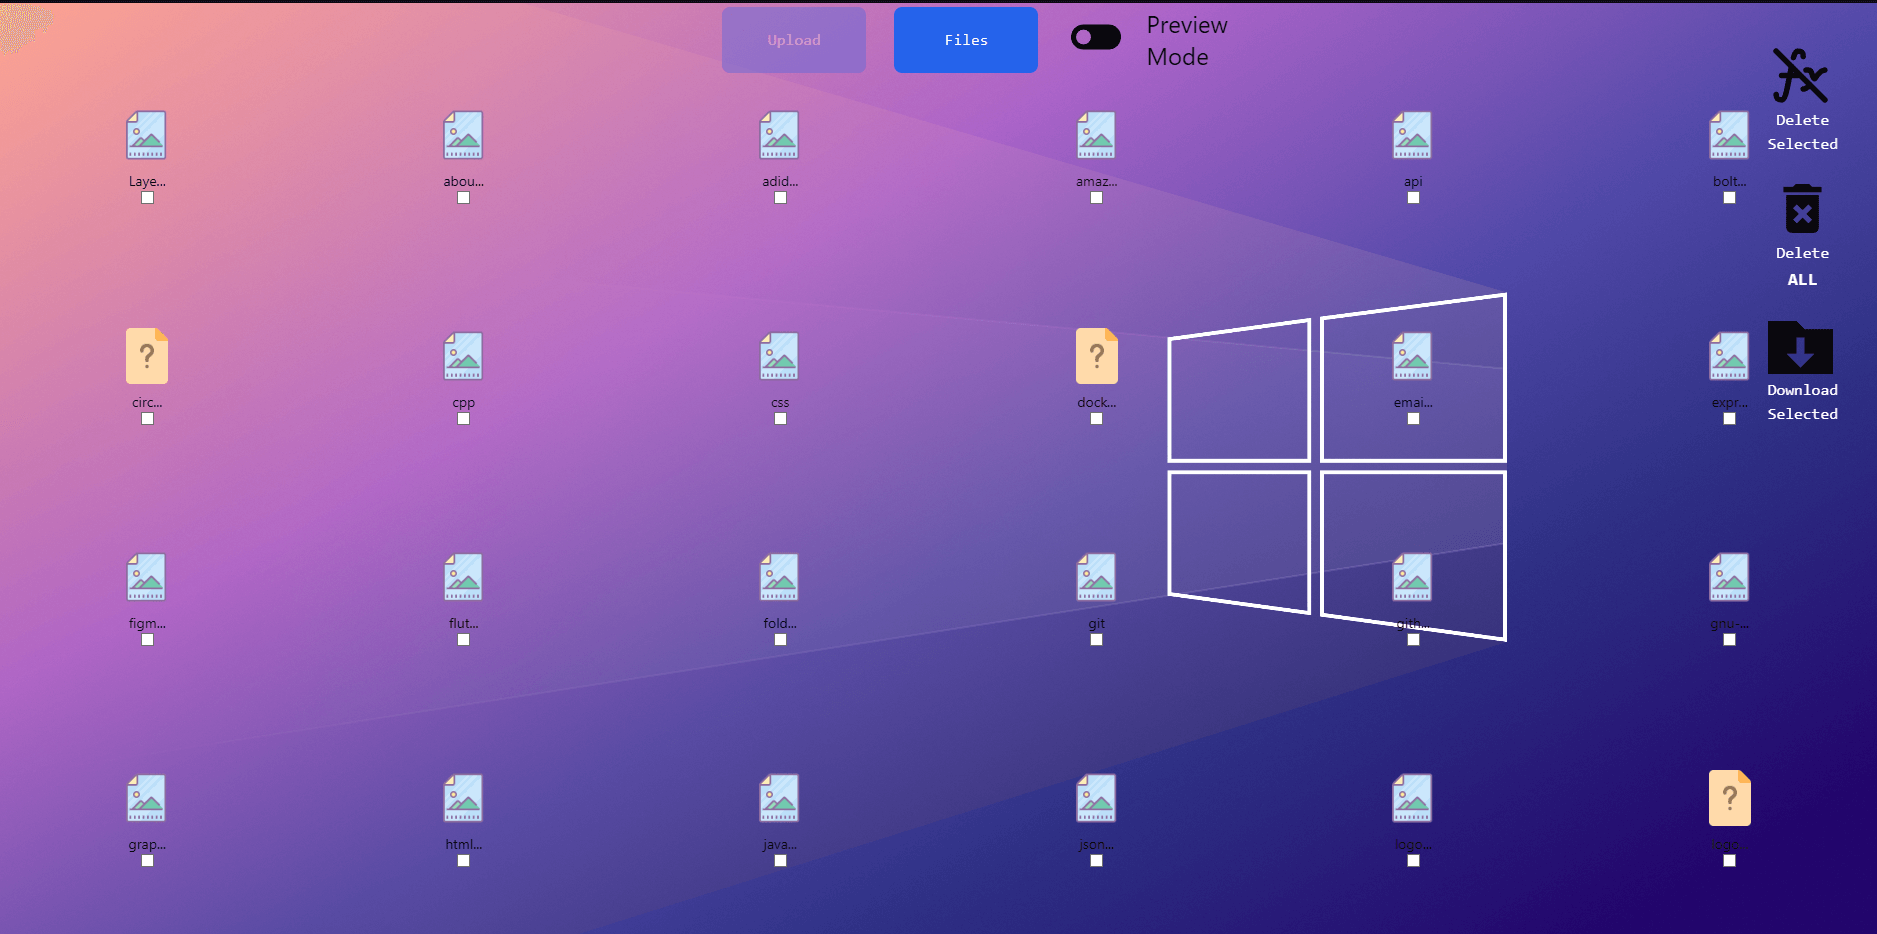 Upload
Files
Preview
Mode
Delete
Selected
Delete
ALL
Download
Selected
Laye...
abou...
adid...
amaz...
api
bolt...
circ...
cpp
css
dock...
emai...
expr...
figm...
flut...
fold...
git
gith...
gnu-...
grap...
html...
java...
json...
logo...